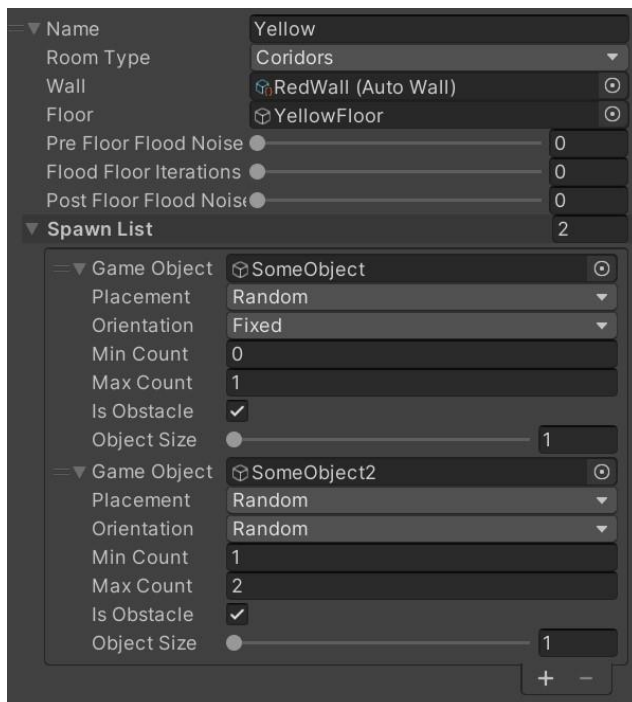 Name Yellow
Room Type Coridors
Wall RedWall (Auto Wall)
Floor YellowFloor
Pre Floor Flood Noise 0
Flood Floor Iterations 0
Post Floor Flood Nois 0
Spawn List 2
Game Object SomeObject
Placement Random
Orientation Fixed
Min Count 0
Max Count 1
Is Obstacle
Object Size 1
Game Object SomeObject2
Placement Random
Orientation Random
Min Count 1
Max Count 2
Is Obstacle
Object Size 1
+ −